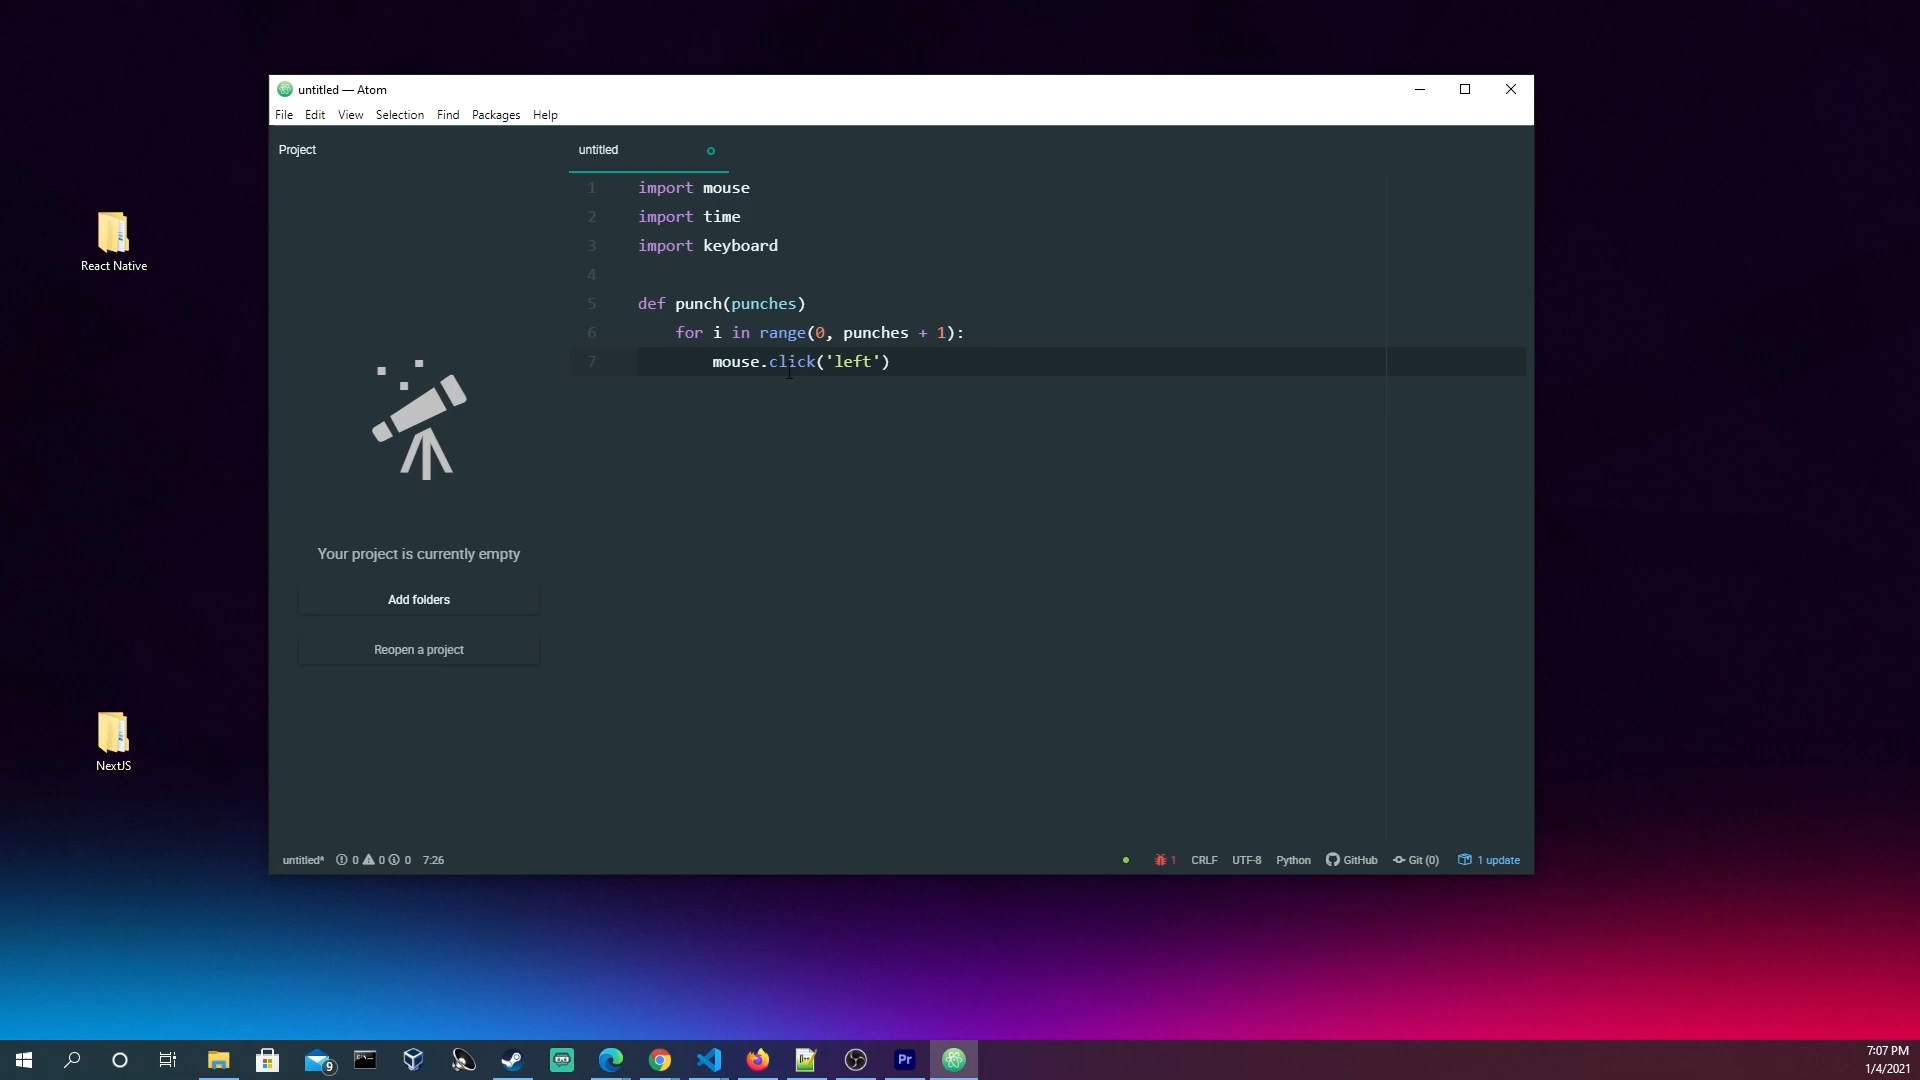 untitled — Atom
File Edit View Selection Find Packages Help
Project
untitled
1 import mouse
2 import time
3 import keyboard
4
5 def punch(punches)
6 for i in range(0, punches + 1):
7 mouse.click('left')
React Native
Your project is currently empty
Add folders
Reopen a project
NextJS
untitled* 0 0 0 7:26
1 CRLF UTF-8 Python GitHub Git (0) 1 update
9
Pr
7:07 PM
1/4/2021